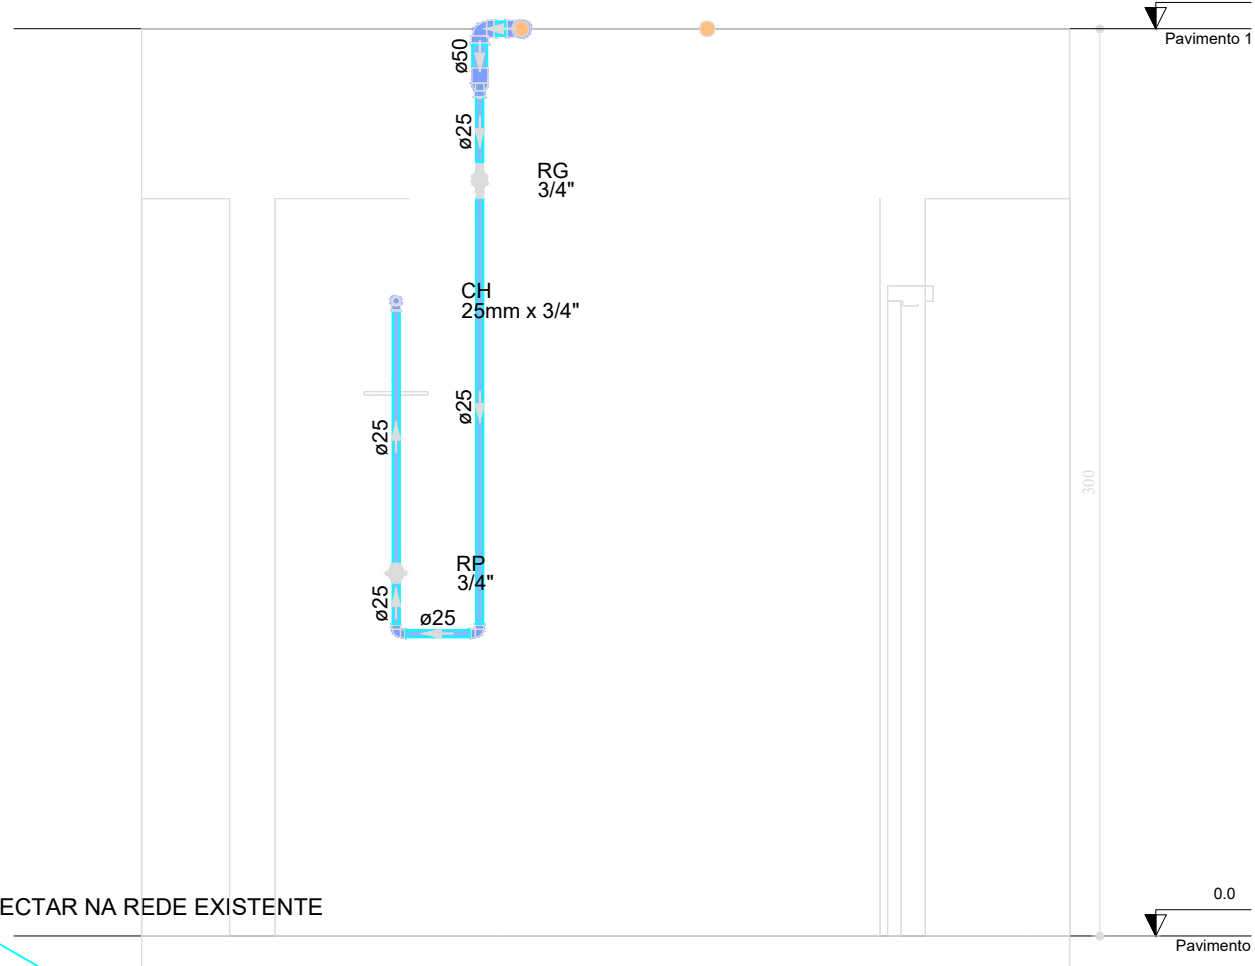 Pavimento 1
ø50
ø25
RG
3/4"
CH
25mm x 3/4"
ø25
ø25
300
RP
3/4"
ø25
ø25
0.0
ECTAR NA REDE EXISTENTE
Pavimento